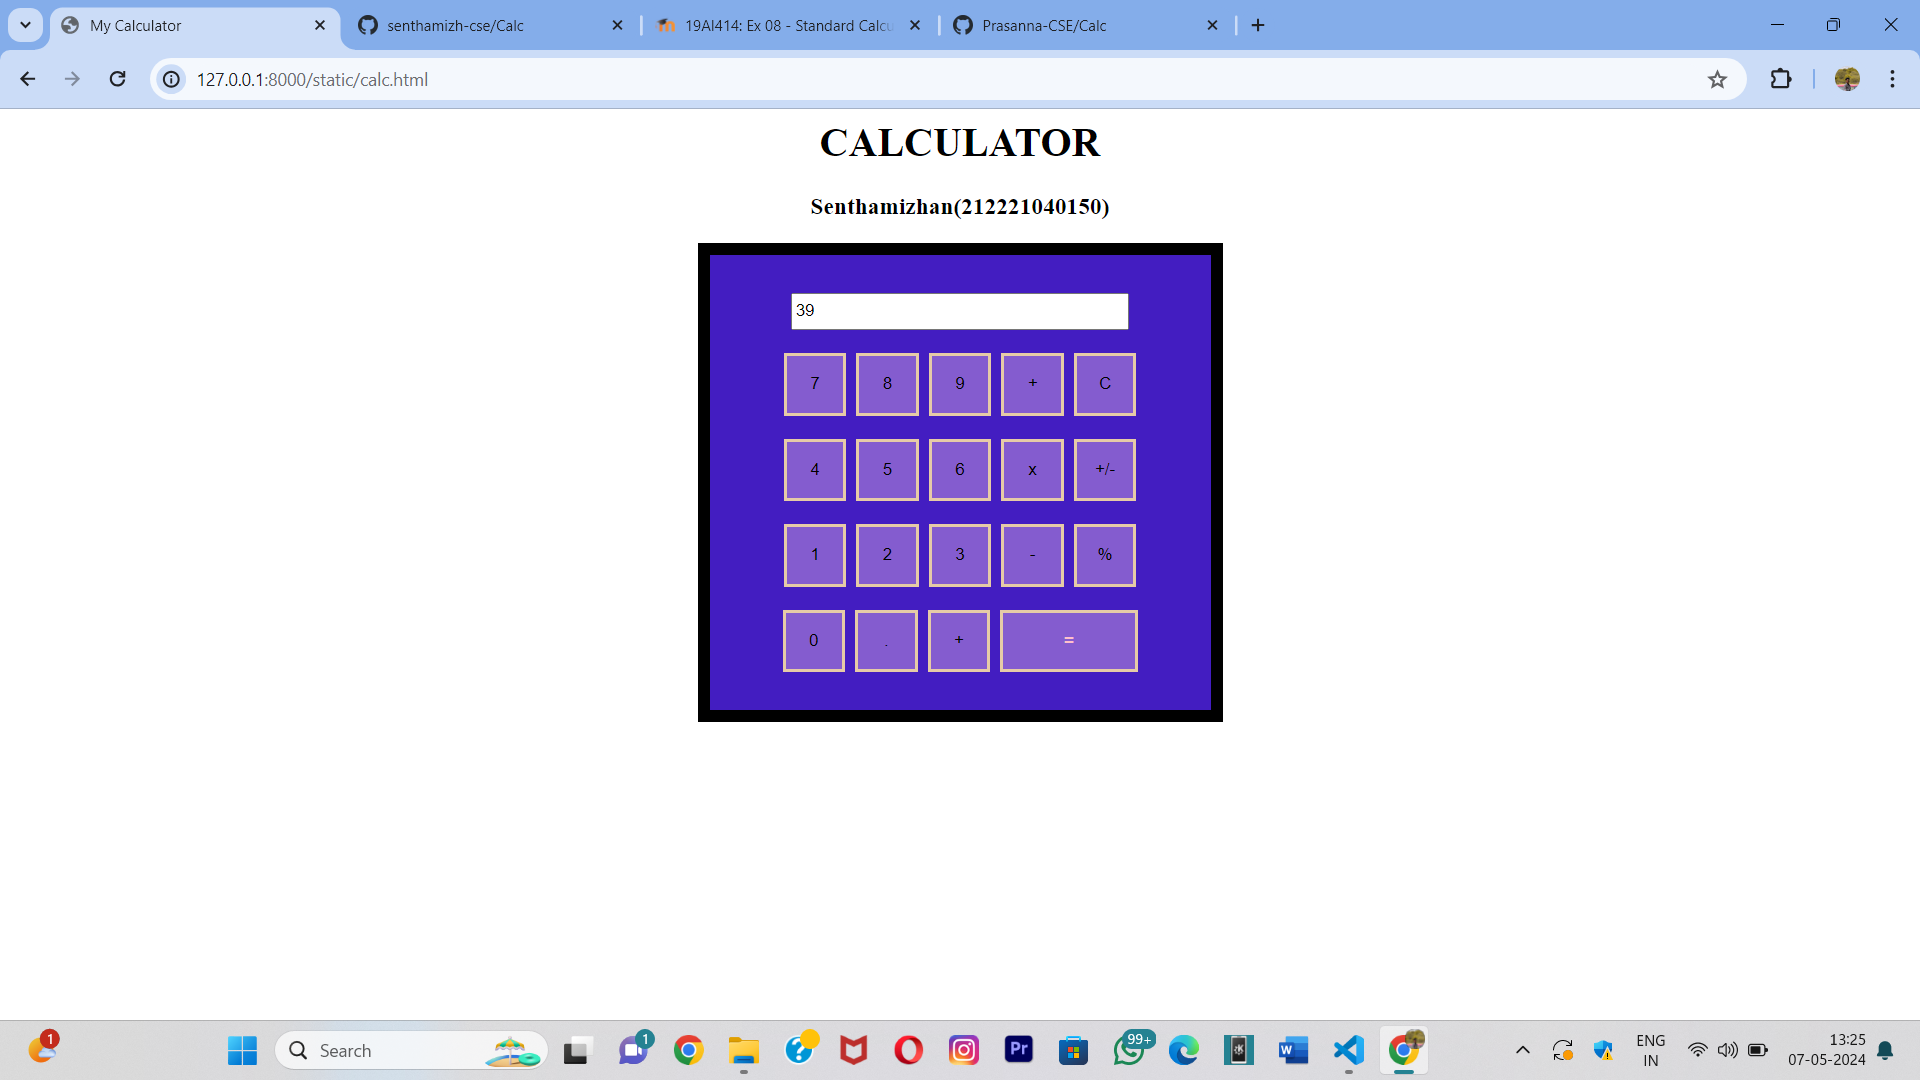 My Calculator
senthamizh-cse/Calc
19AI414: Ex 08 - Standard Calcu
Prasanna-CSE/Calc
127.0.0.1:8000/static/calc.html
CALCULATOR
Senthamizhan(212221040150)
39
7 8 9 + C
4 5 6 x +/-
1 2 3 - %
0 . + =
1
Search
1
Pr
99+
W
ENG
IN
13:25
07-05-2024